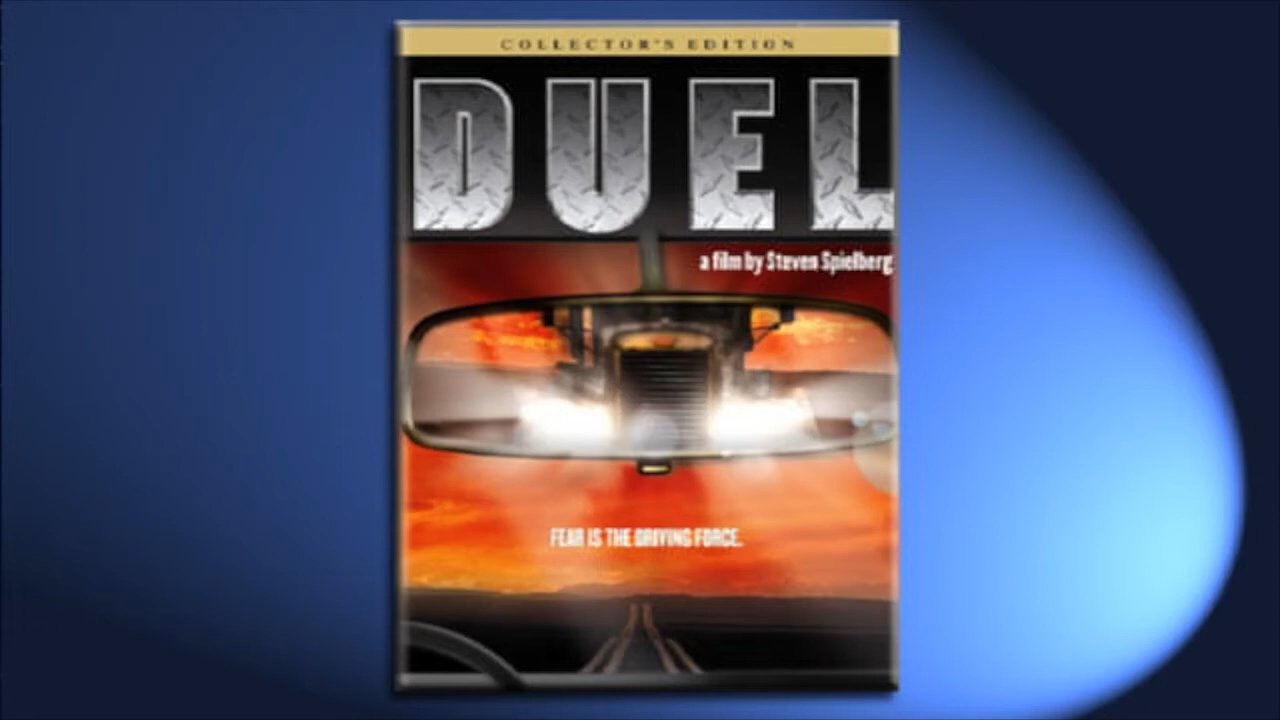 COLLECTOR'S EDITION
DUEL
a film by Steven Spielberg
FEAR IS THE DRIVING FORCE.